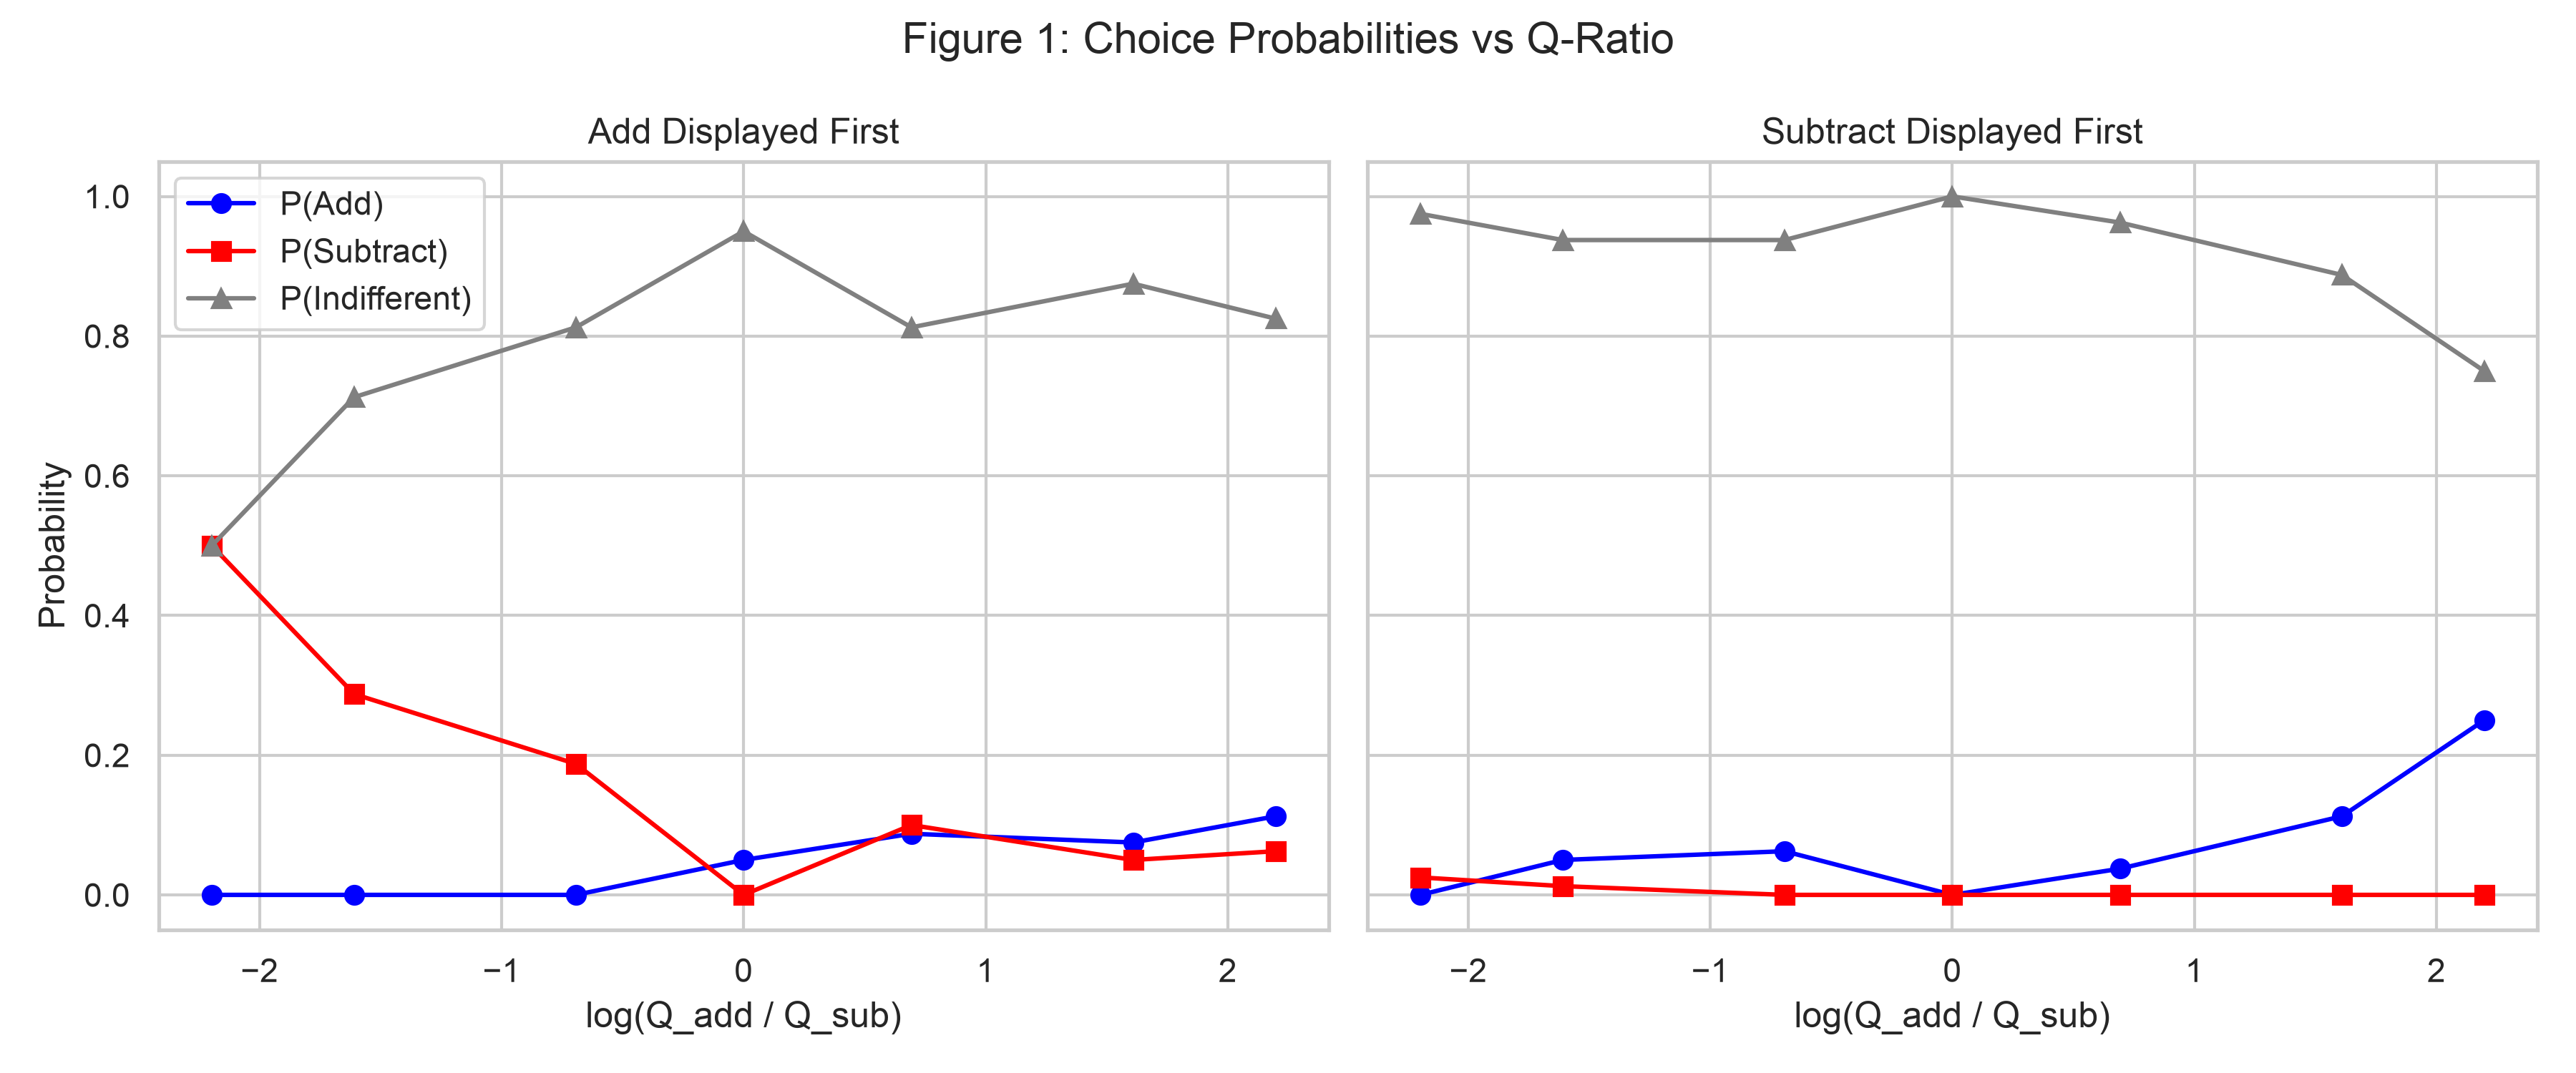 Figure 1: Choice Probabilities vs Q-Ratio
Add Displayed First
Subtract Displayed First
P(Add)
P(Subtract)
P(Indifferent)
Probability
1.0
0.8
0.6
0.4
0.2
0.0
−2 −1 0 1 2
−2 −1 0 1 2
log(Q_add / Q_sub)
log(Q_add / Q_sub)